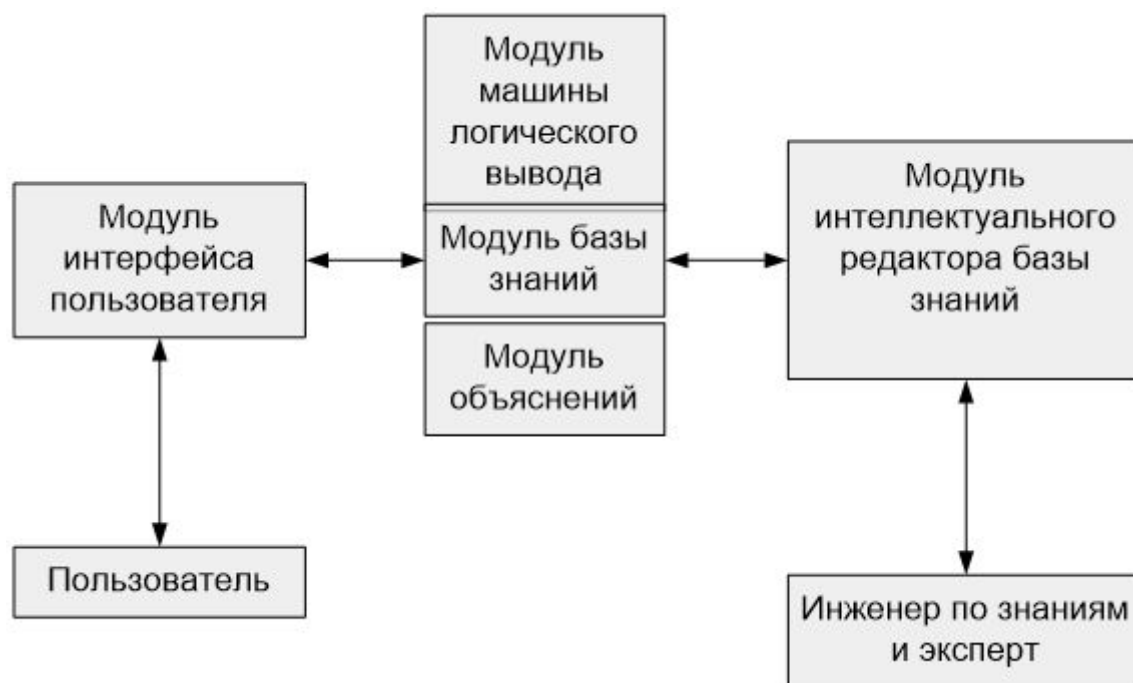 Модуль
машины
логического
вывода
Модуль
интерфейса
пользователя
Модуль базы
знаний
Модуль
интеллектуального
редактора базы
знаний
Модуль
объяснений
Пользователь
Инженер по знаниям
и эксперт